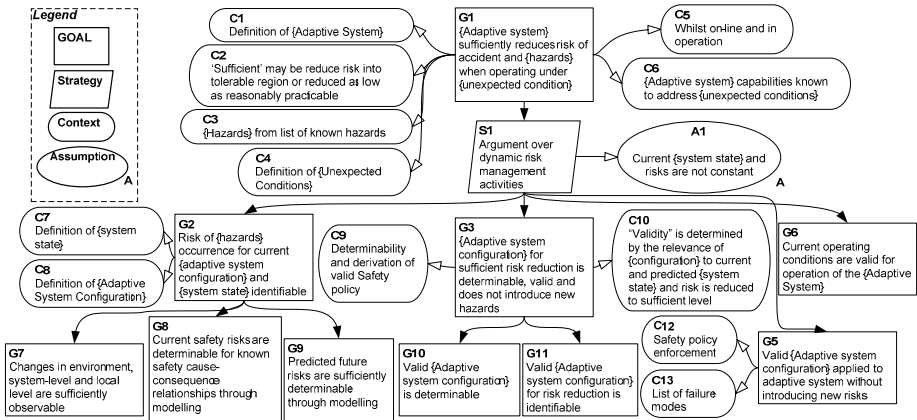 Legend
GOAL
Strategy
Context
Assumption
A
C1
Definition of {Adaptive System}
C2
'Sufficient' may be reduce risk into
tolerable region or reduced as low
as reasonably practicable
C3
{Hazards} from list of known hazards
C4
Definition of {Unexpected
Conditions}
G1
{Adaptive system}
sufficiently reduces risk of
accident and {hazards}
when operating under
{unexpected condition}
C5
Whilst on-line and in
operation
C6
{Adaptive system} capabilities known
to address {unexpected conditions}
S1
Argument over
dynamic risk
management
activities
A1
Current {system state} and
risks are not constant
A
C7
Definition of {system
state}
C8
Definition of {Adaptive
System Configuration}
G2
Risk of {hazards}
occurrence for current
{adaptive system
configuration} and
{system state} identifiable
C9
Determinability
and derivation of
valid Safety
policy
G3
{Adaptive system
configuration} for
sufficient risk reduction is
determinable, valid and
does not introduce new
hazards
C10
"Validity" is determined
by the relevance of
{configuration} to current
and predicted {system
state} and risk is reduced
to sufficient level
G6
Current operating
conditions are valid for
operation of the {Adaptive
System}
G7
Changes in environment,
system-level and local
level are sufficiently
observable
G8
Current safety risks are
determinable for known
safety cause-
consequence
relationships through
modelling
G9
Predicted future
risks are sufficiently
determinable
through modelling
G10
Valid {Adaptive
system configuration}
is determinable
G11
Valid {Adaptive
system configuration}
for risk reduction is
identifiable
C12
Safety policy
enforcement
C13
List of failure
modes
G5
Valid {Adaptive system
configuration} applied to
adaptive system without
introducing new risks